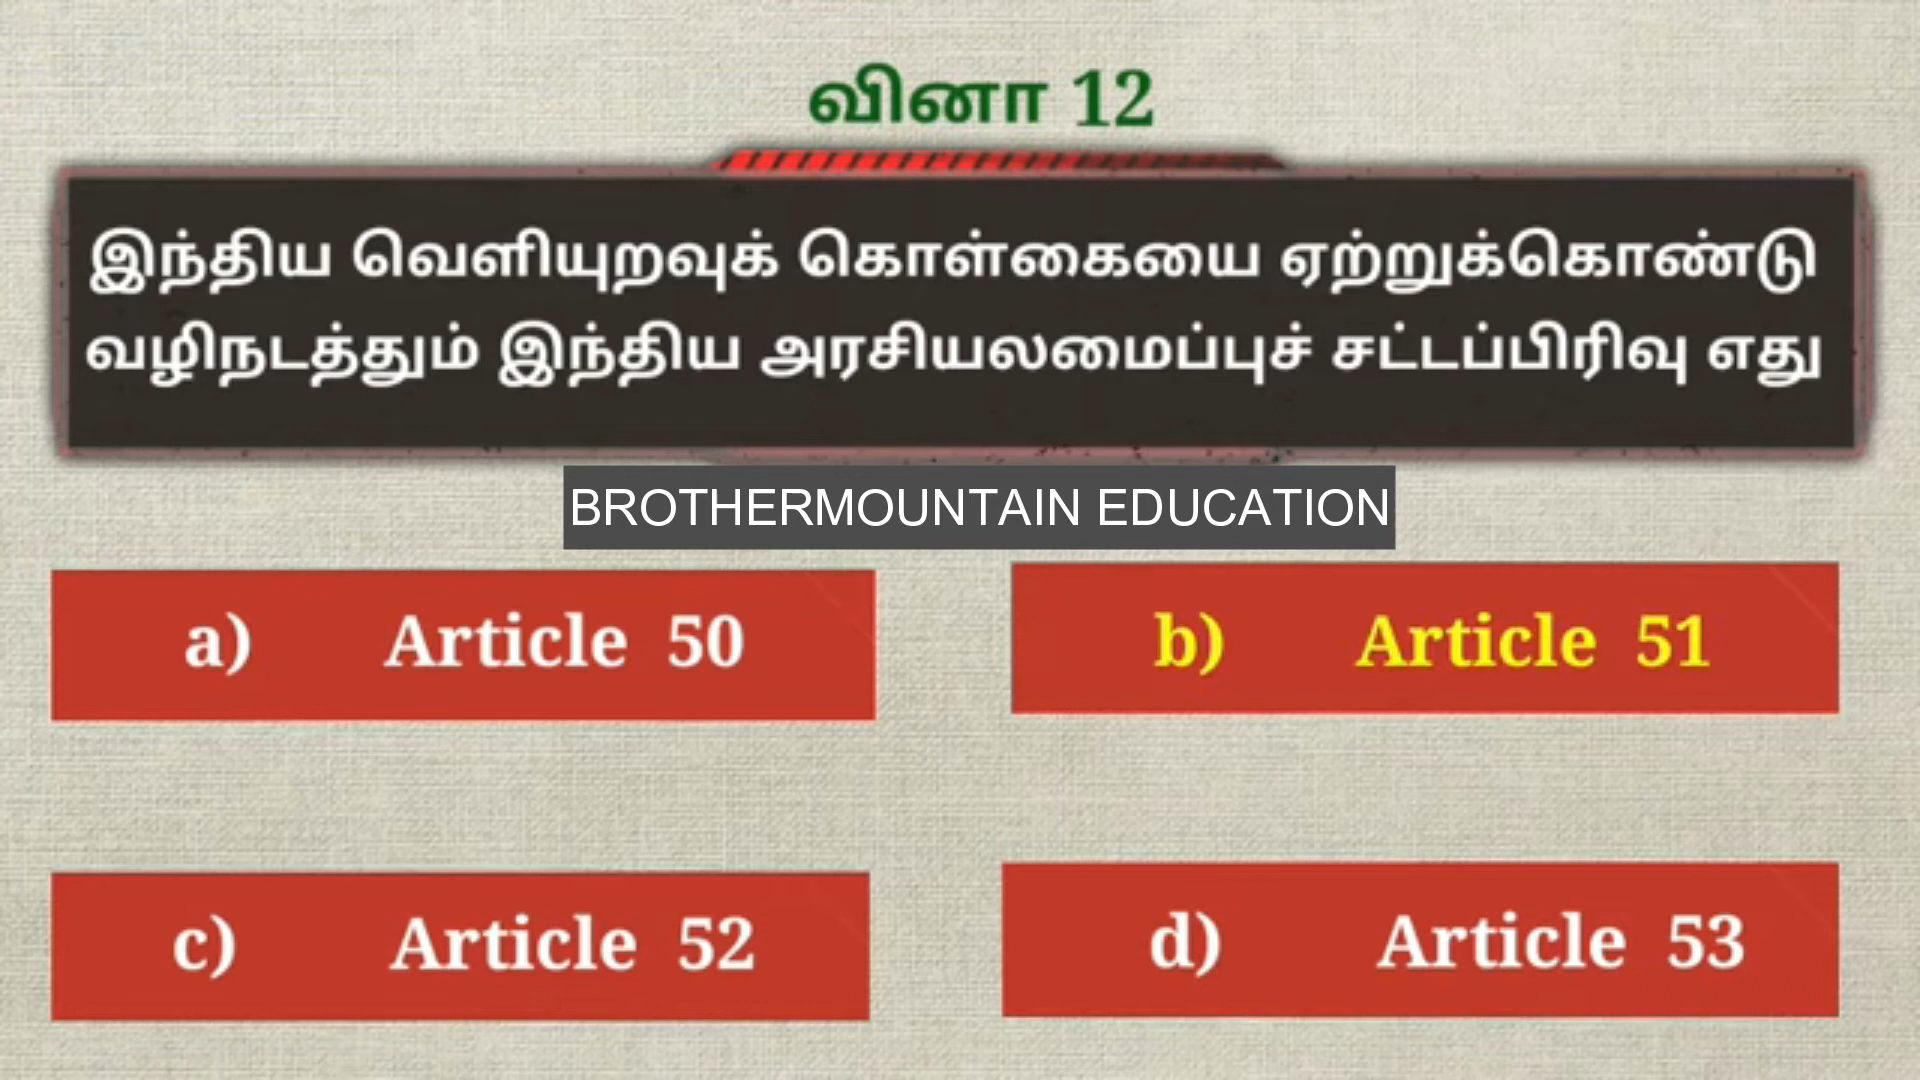 வினா 12
இந்திய வெளியுறவுக் கொள்கையை ஏற்றுக்கொண்டு
வழிநடத்தும் இந்திய அரசியலமைப்புச் சட்டப்பிரிவு எது
BROTHERMOUNTAIN EDUCATION
a) Article 50
b) Article 51
c) Article 52
d) Article 53